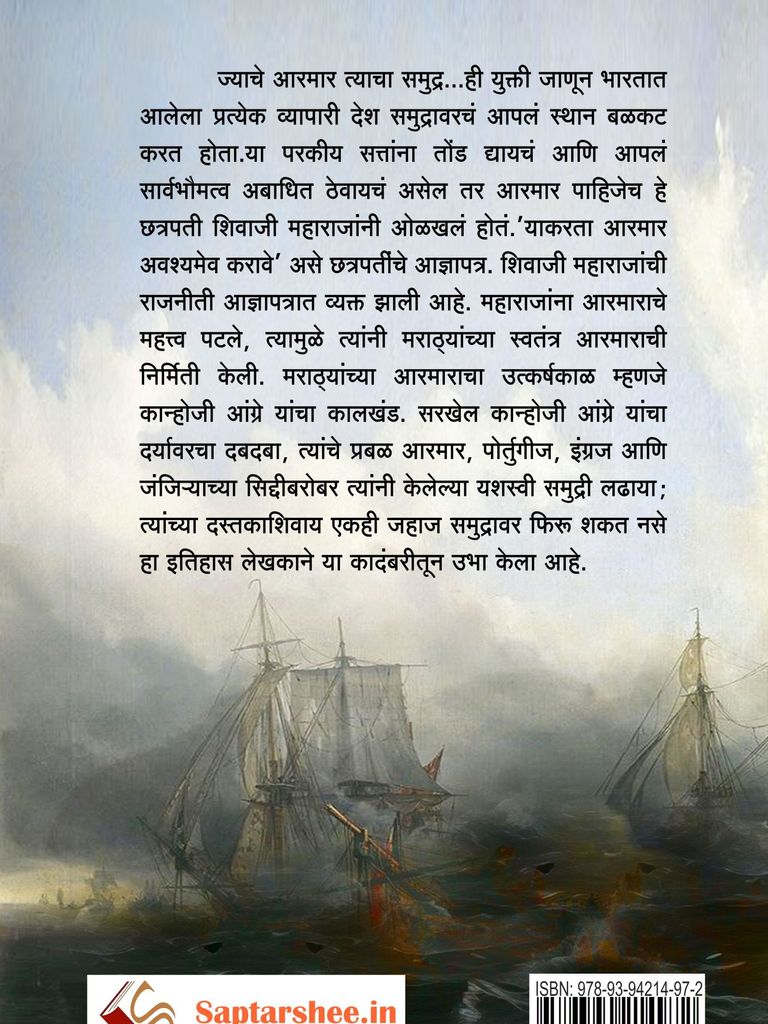 ज्याचे आरमार त्याचा समुद्र...ही युक्ती जाणून भारतात
आलेला प्रत्येक व्यापारी देश समुद्रावरचं आपलं स्थान बळकट
करत होता.या परकीय सत्तांना तोंड द्यायचं आणि आपलं
सार्वभौमत्व अबाधित ठेवायचं असेल तर आरमार पाहिजेच हे
छत्रपती शिवाजी महाराजांनी ओळखलं होतं.’याकरता आरमार
अवश्यमेव करावे’ असे छत्रपतींचे आज्ञापत्र. शिवाजी महाराजांची
राजनीती आज्ञापत्रात व्यक्त झाली आहे. महाराजांना आरमाराचे
महत्त्व पटले, त्यामुळे त्यांनी मराठ्यांच्या स्वतंत्र आरमाराची
निर्मिती केली. मराठ्यांच्या आरमाराचा उत्कर्षकाळ म्हणजे
कान्होजी आंग्रे यांचा कालखंड. सरखेल कान्होजी आंग्रे यांचा
दर्यावरचा दबदबा, त्यांचे प्रबळ आरमार, पोर्तुगीज, इंग्रज आणि
जंजिऱ्याच्या सिद्दीबरोबर त्यांनी केलेल्या यशस्वी समुद्री लढाया;
त्यांच्या दस्तकाशिवाय एकही जहाज समुद्रावर फिरू शकत नसे
हा इतिहास लेखकाने या कादंबरीतून उभा केला आहे.
ISBN: 978-93-94214-97-2
Saptarshee.in